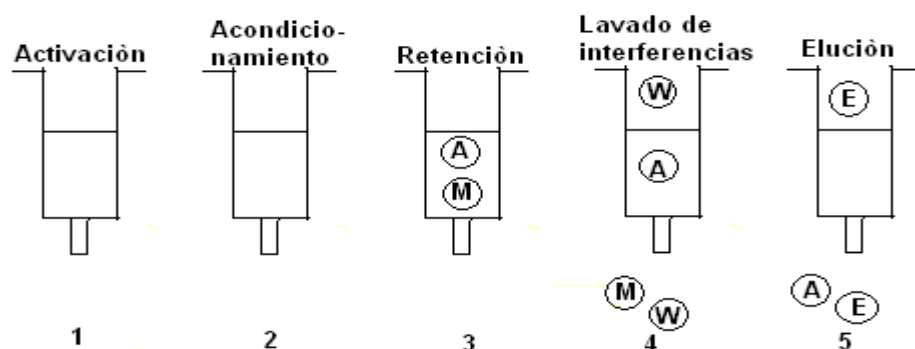 Activaciòn
Acondicio-
namiento
Retenciòn
Lavado de
interferencias
Eluciòn
W
E
A
M
A
M
W
A
E
1
2
3
4
5